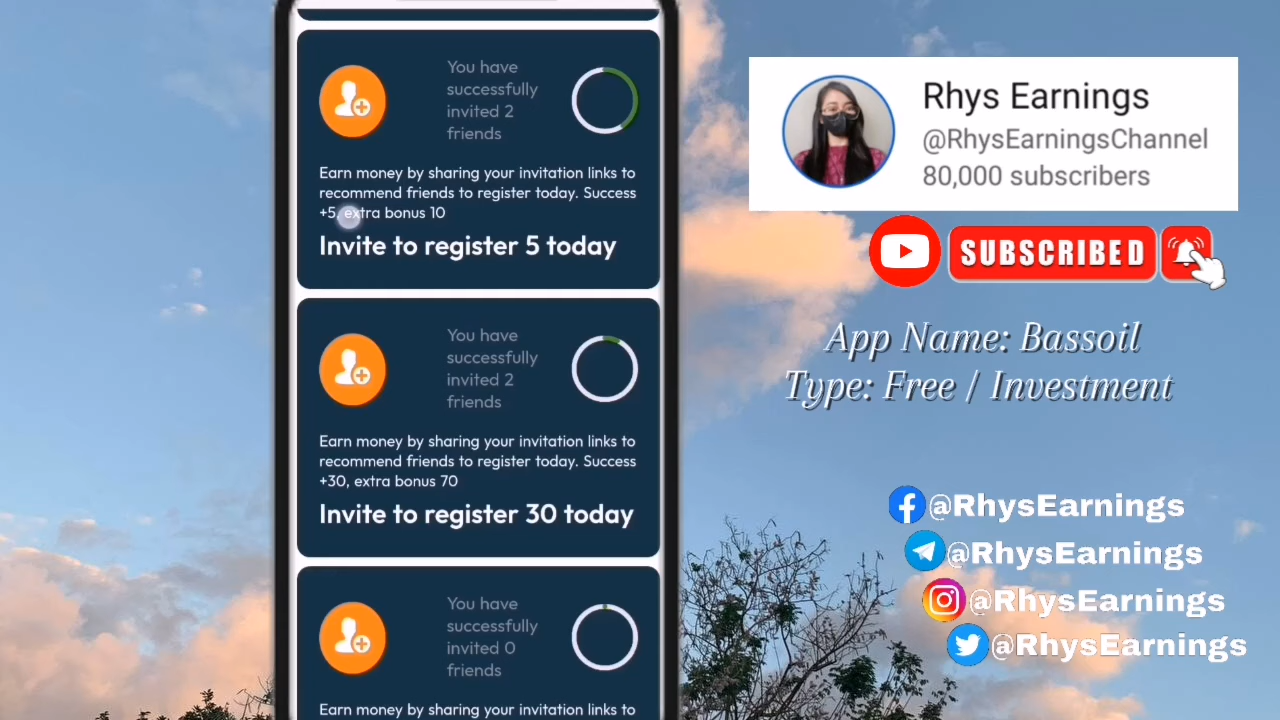 You have
successfully
invited 2
friends
Earn money by sharing your invitation links to
recommend friends to register today. Success
+5, extra bonus 10
Invite to register 5 today
You have
successfully
invited 2
friends
Earn money by sharing your invitation links to
recommend friends to register today. Success
+30, extra bonus 70
Invite to register 30 today
You have
successfully
invited 0
friends
Earn money by sharing your invitation links to
Rhys Earnings
@RhysEarningsChannel
80,000 subscribers
SUBSCRIBED
App Name: Bassoil
Type: Free / Investment
@RhysEarnings
@RhysEarnings
@RhysEarnings
@RhysEarnings